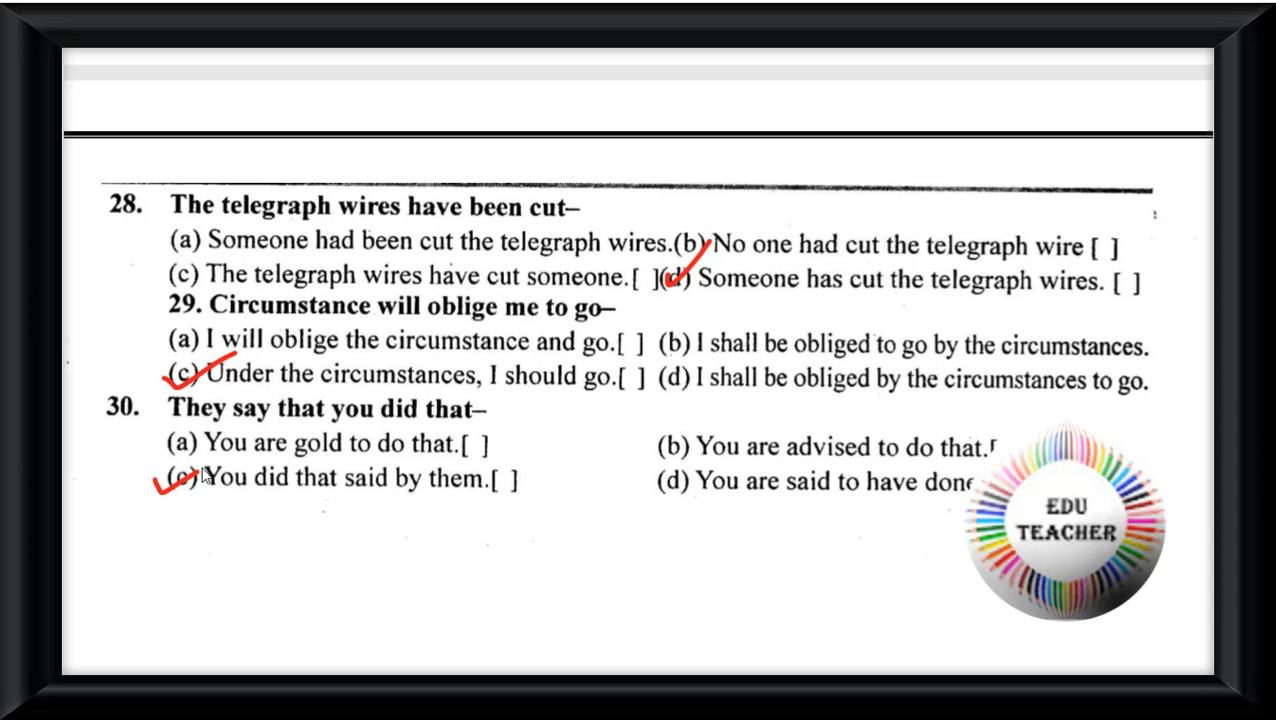 28. The telegraph wires have been cut–
(a) Someone had been cut the telegraph wires.(b) No one had cut the telegraph wire [ ]
(c) The telegraph wires have cut someone.[ ](d) Someone has cut the telegraph wires. [ ]
29. Circumstance will oblige me to go–
(a) I will oblige the circumstance and go.[ ] (b) I shall be obliged to go by the circumstances.
(c) Under the circumstances, I should go.[ ] (d) I shall be obliged by the circumstances to go.
30. They say that you did that–
(a) You are gold to do that.[ ] (b) You are advised to do that.
(c) You did that said by them.[ ] (d) You are said to have done
EDU
TEACHER